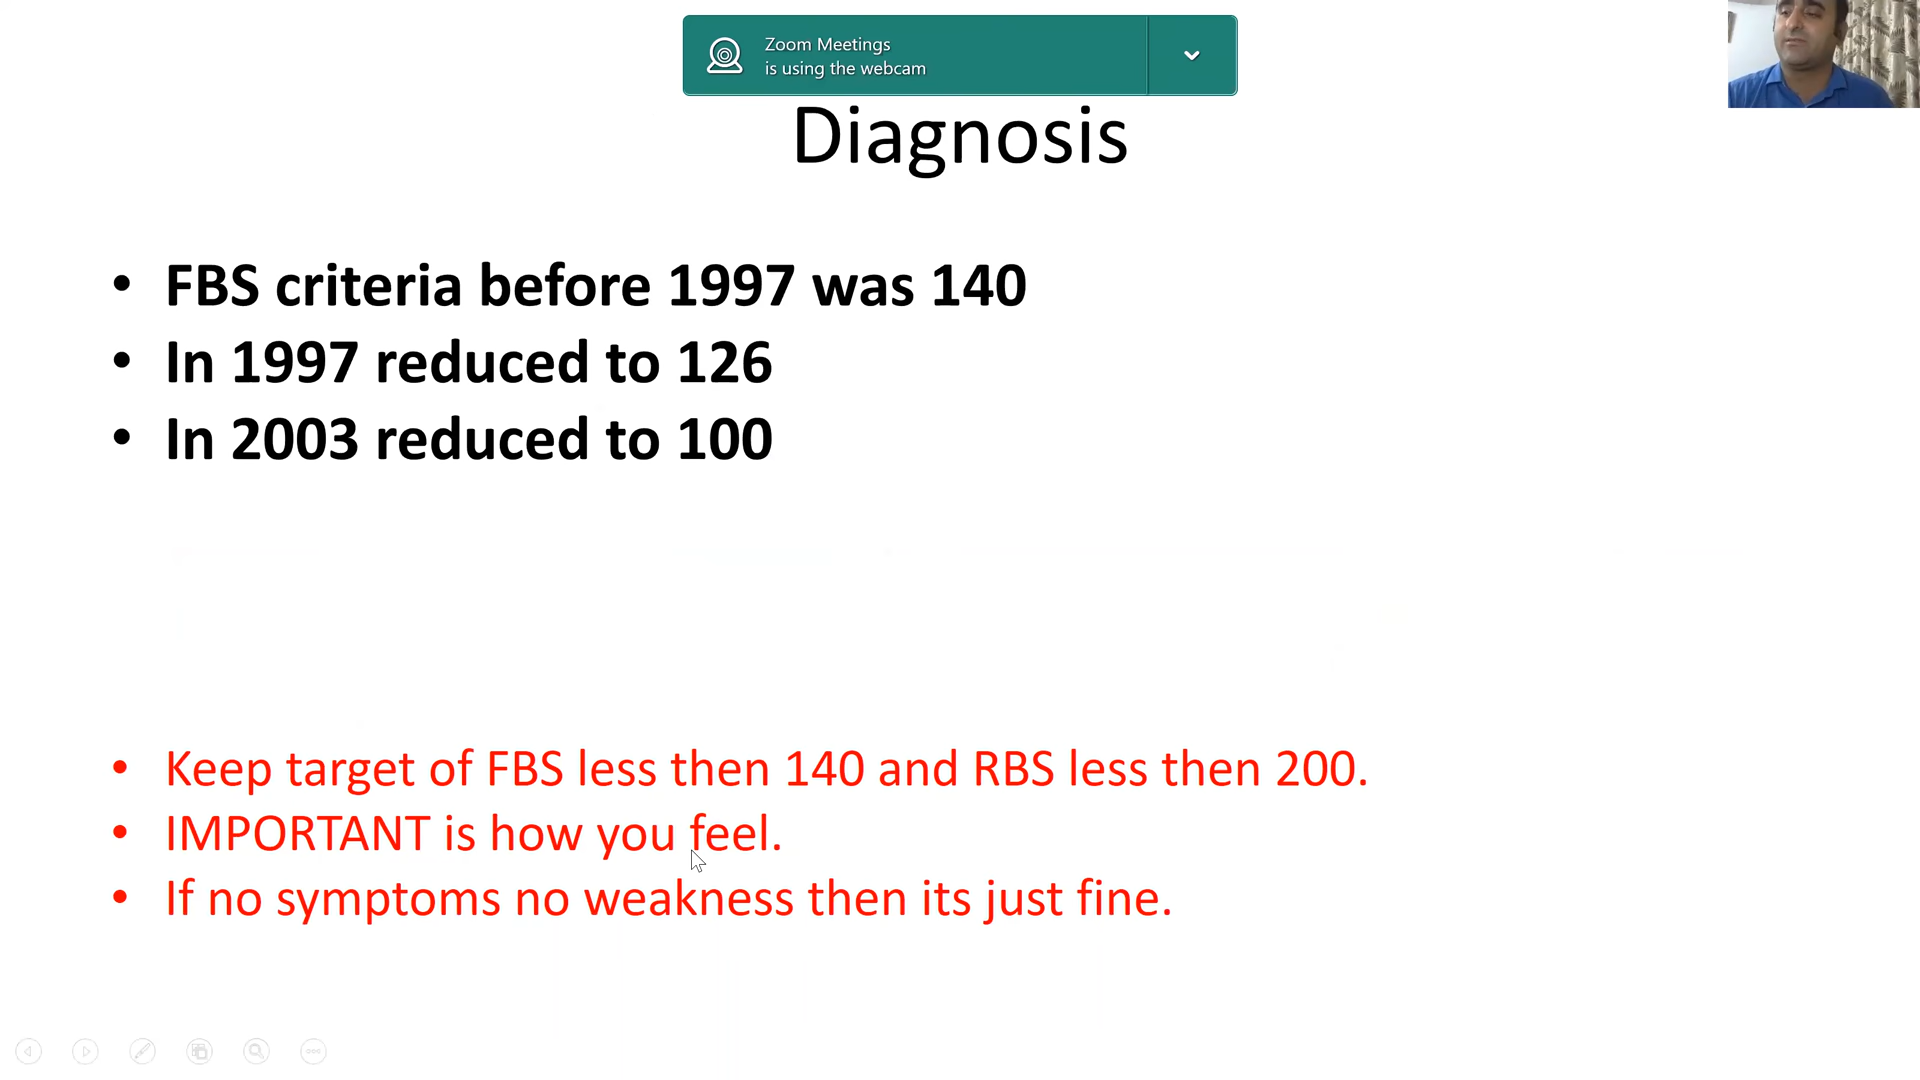 Zoom Meetings
is using the webcam
Diagnosis
• FBS criteria before 1997 was 140
• In 1997 reduced to 126
• In 2003 reduced to 100
• Keep target of FBS less then 140 and RBS less then 200.
• IMPORTANT is how you feel.
• If no symptoms no weakness then its just fine.